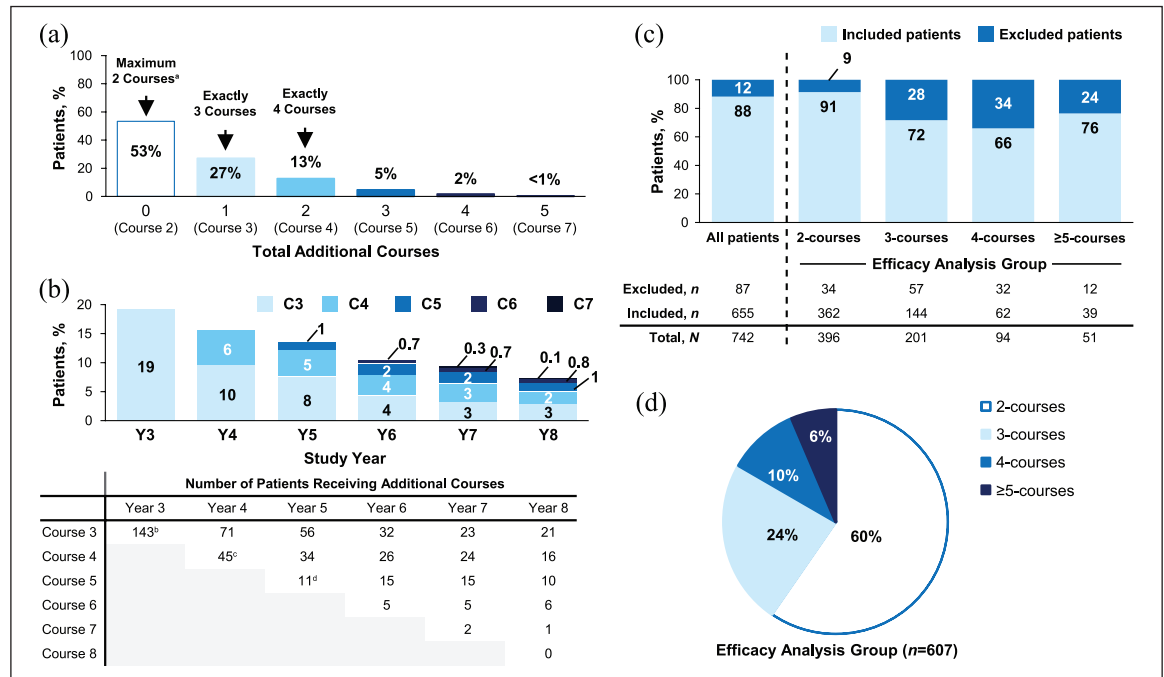 (a)
Patients, %
100
80
60
40
20
0
Maximum
2 Coursesᵃ
Exactly
3 Courses
Exactly
4 Courses
53%
27%
13%
5%
2%
<1%
0 1 2 3 4 5
(Course 2) (Course 3) (Course 4) (Course 5) (Course 6) (Course 7)
Total Additional Courses
(b)
C3 C4 C5 C6 C7
Patients, %
20
15
10
5
0
19
6
10
1
5
8
0.7
2
4
4
0.3
0.7
2
3
3
0.1
0.8
1
2
3
Y3 Y4 Y5 Y6 Y7 Y8
Study Year
Number of Patients Receiving Additional Courses
Year 3 Year 4 Year 5 Year 6 Year 7 Year 8
Course 3 143ᵇ 71 56 32 23 21
Course 4 45ᶜ 34 26 24 16
Course 5 11ᵈ 15 15 10
Course 6 5 5 6
Course 7 2 1
Course 8 0
(c)
Included patients Excluded patients
Patients, %
100
80
60
40
20
0
12
88
9
91
28
72
34
66
24
76
All patients 2-courses 3-courses 4-courses ≥5-courses
Efficacy Analysis Group
Excluded, n 87 34 57 32 12
Included, n 655 362 144 62 39
Total, N 742 396 201 94 51
(d)
6%
10%
24%
60%
2-courses
3-courses
4-courses
≥5-courses
Efficacy Analysis Group (n=607)